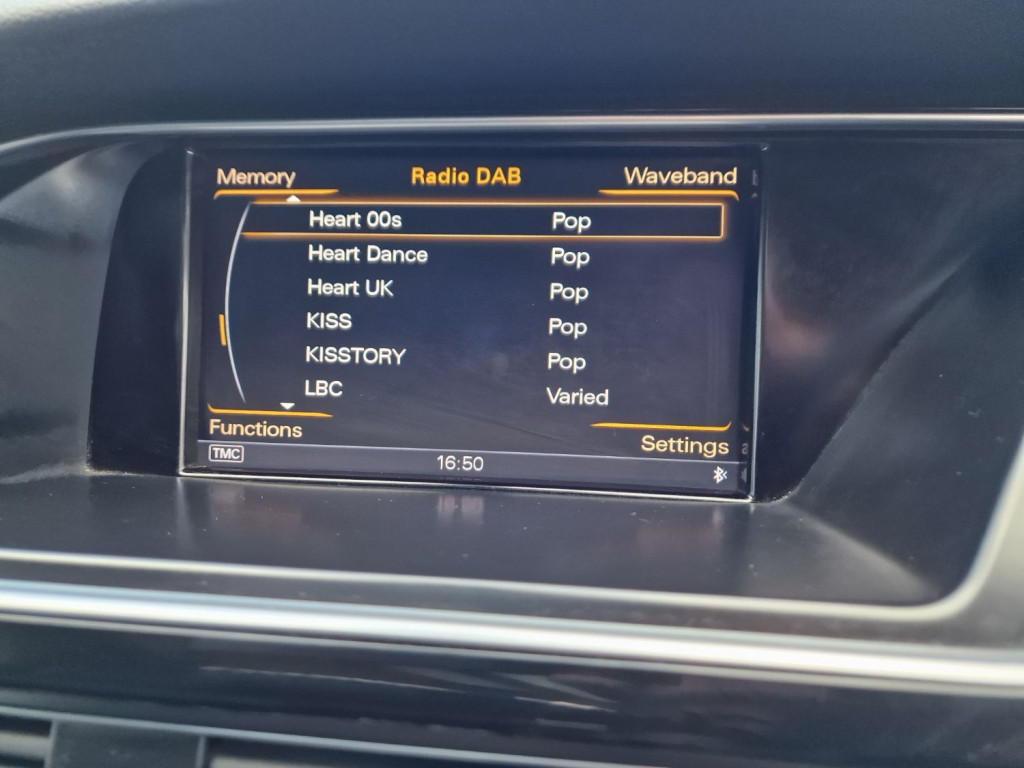 Memory Radio DAB Waveband
Heart 00s Pop
Heart Dance Pop
Heart UK Pop
KISS Pop
KISSTORY Pop
LBC Varied
Functions Settings
TMC 16:50